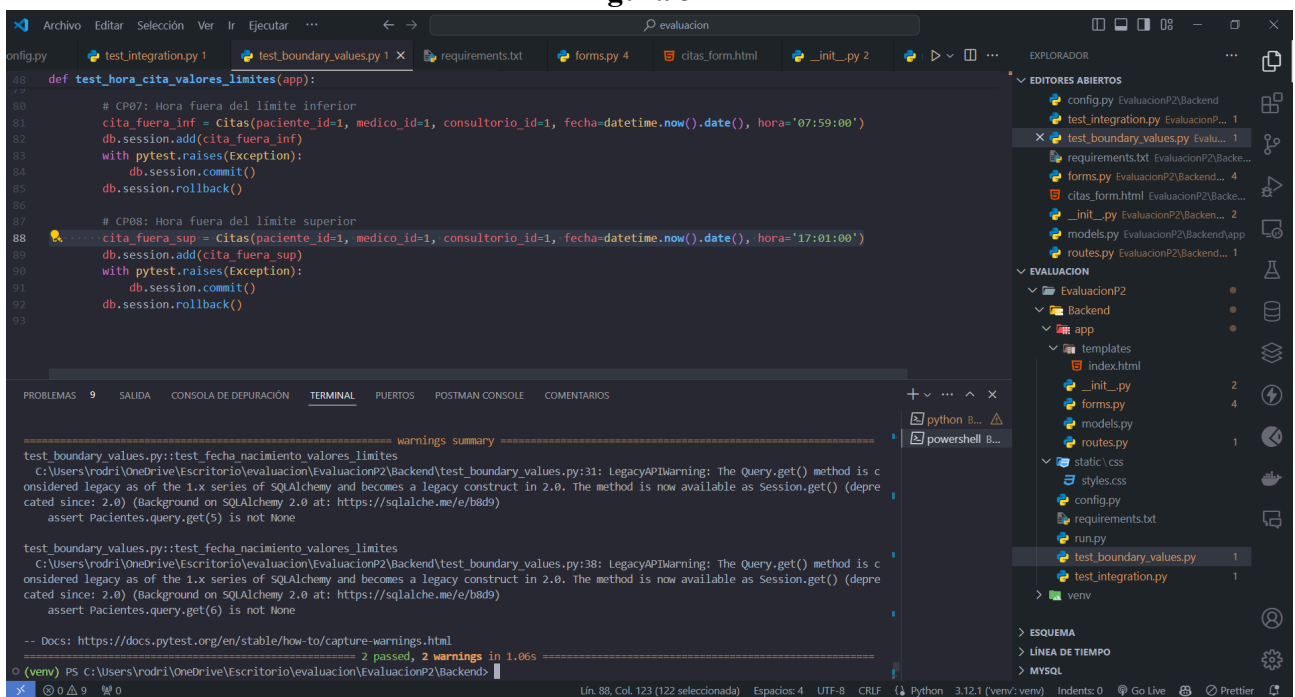 Archivo Editar Selección Ver Ir Ejecutar ··· evaluacion
onfig.py test_integration.py 1 test_boundary_values.py 1 requirements.txt forms.py 4 citas_form.html __init__.py 2
48 def test_hora_cita_valores_limites(app):
79
80 # CP07: Hora fuera del límite inferior
81 cita_fuera_inf = Citas(paciente_id=1, medico_id=1, consultorio_id=1, fecha=datetime.now().date(), hora='07:59:00')
82 db.session.add(cita_fuera_inf)
83 with pytest.raises(Exception):
84 db.session.commit()
85 db.session.rollback()
86
87 # CP08: Hora fuera del límite superior
88 cita_fuera_sup = Citas(paciente_id=1, medico_id=1, consultorio_id=1, fecha=datetime.now().date(), hora='17:01:00')
89 db.session.add(cita_fuera_sup)
90 with pytest.raises(Exception):
91 db.session.commit()
92 db.session.rollback()
93
PROBLEMAS 9 SALIDA CONSOLA DE DEPURACIÓN TERMINAL PUERTOS POSTMAN CONSOLE COMENTARIOS
python B...
powershell B...
warnings summary
test_boundary_values.py::test_fecha_nacimiento_valores_limites
C:\Users\rodri\OneDrive\Escritorio\evaluacion\EvaluacionP2\Backend\test_boundary_values.py:31: LegacyAPIWarning: The Query.get() method is c
onsidered legacy as of the 1.x series of SQLAlchemy and becomes a legacy construct in 2.0. The method is now available as Session.get() (depre
cated since: 2.0) (Background on SQLAlchemy 2.0 at: https://sqlalche.me/e/b8d9)
assert Pacientes.query.get(5) is not None
test_boundary_values.py::test_fecha_nacimiento_valores_limites
C:\Users\rodri\OneDrive\Escritorio\evaluacion\EvaluacionP2\Backend\test_boundary_values.py:38: LegacyAPIWarning: The Query.get() method is c
onsidered legacy as of the 1.x series of SQLAlchemy and becomes a legacy construct in 2.0. The method is now available as Session.get() (depre
cated since: 2.0) (Background on SQLAlchemy 2.0 at: https://sqlalche.me/e/b8d9)
assert Pacientes.query.get(6) is not None
-- Docs: https://docs.pytest.org/en/stable/how-to/capture-warnings.html
2 passed, 2 warnings in 1.06s
(venv) PS C:\Users\rodri\OneDrive\Escritorio\evaluacion\EvaluacionP2\Backend>
EXPLORADOR ···
EDITORES ABIERTOS
config.py EvaluacionP2\Backend
test_integration.py EvaluacionP... 1
test_boundary_values.py Evalu... 1
requirements.txt EvaluacionP2\Backe...
forms.py EvaluacionP2\Backend... 4
citas_form.html EvaluacionP2\Backe...
__init__.py EvaluacionP2\Backen... 2
models.py EvaluacionP2\Backend\app
routes.py EvaluacionP2\Backend... 1
EVALUACION
EvaluacionP2
Backend
app
templates
index.html
__init__.py 2
forms.py 4
models.py
routes.py 1
static\css
styles.css
config.py
requirements.txt
run.py
test_boundary_values.py 1
test_integration.py 1
venv
ESQUEMA
LÍNEA DE TIEMPO
MYSQL
0 9 0 Lín. 88, Col. 123 (122 seleccionada) Espacios: 4 UTF-8 CRLF Python 3.12.1 ('venv': venv) Indents: 0 Go Live Prettier